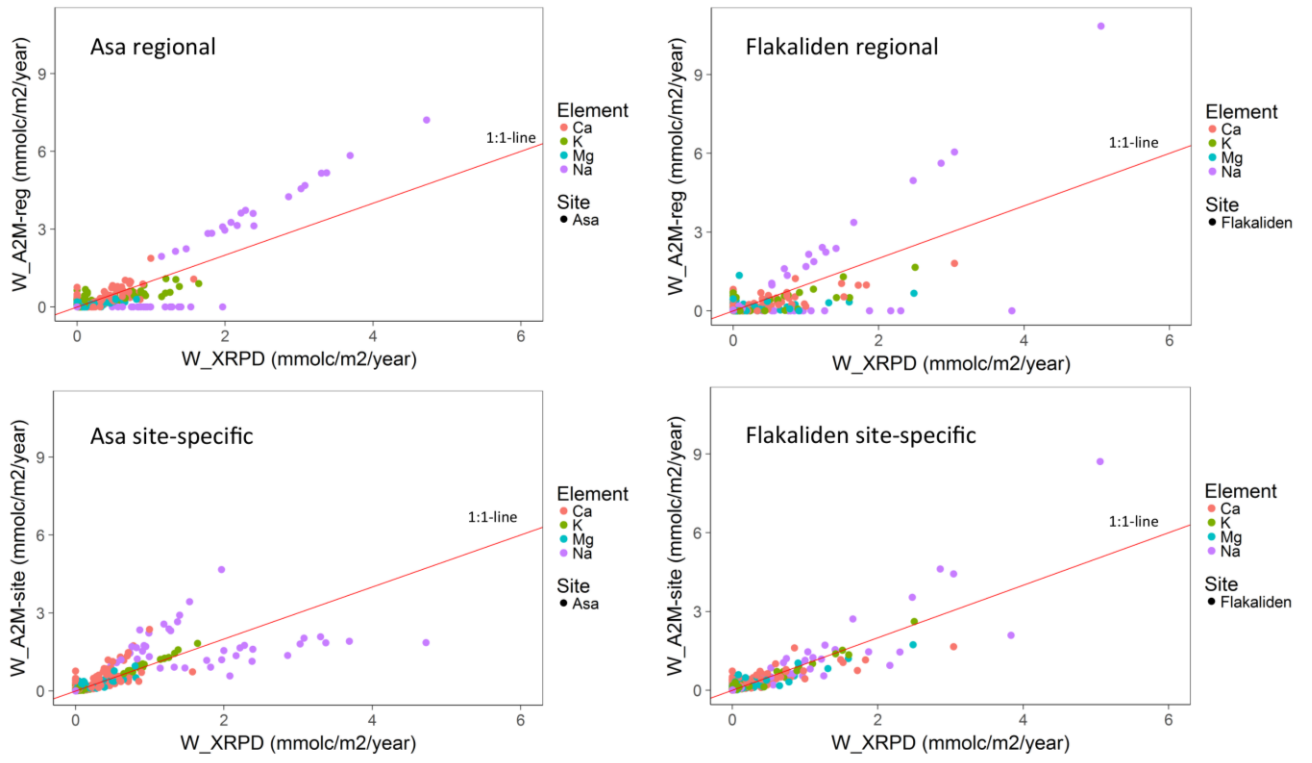 Asa regional
W_A2M-reg (mmolc/m2/year)
9
6
3
0
1:1-line
0
2
4
6
W_XRPD (mmolc/m2/year)
Element
Ca
K
Mg
Na
Site
Asa
Flakaliden regional
W_A2M-reg (mmolc/m2/year)
9
6
3
0
1:1-line
0
2
4
6
W_XRPD (mmolc/m2/year)
Element
Ca
K
Mg
Na
Site
Flakaliden
Asa site-specific
W_A2M-site (mmolc/m2/year)
9
6
3
0
1:1-line
0
2
4
6
W_XRPD (mmolc/m2/year)
Element
Ca
K
Mg
Na
Site
Asa
Flakaliden site-specific
W_A2M-site (mmolc/m2/year)
9
6
3
0
1:1-line
0
2
4
6
W_XRPD (mmolc/m2/year)
Element
Ca
K
Mg
Na
Site
Flakaliden